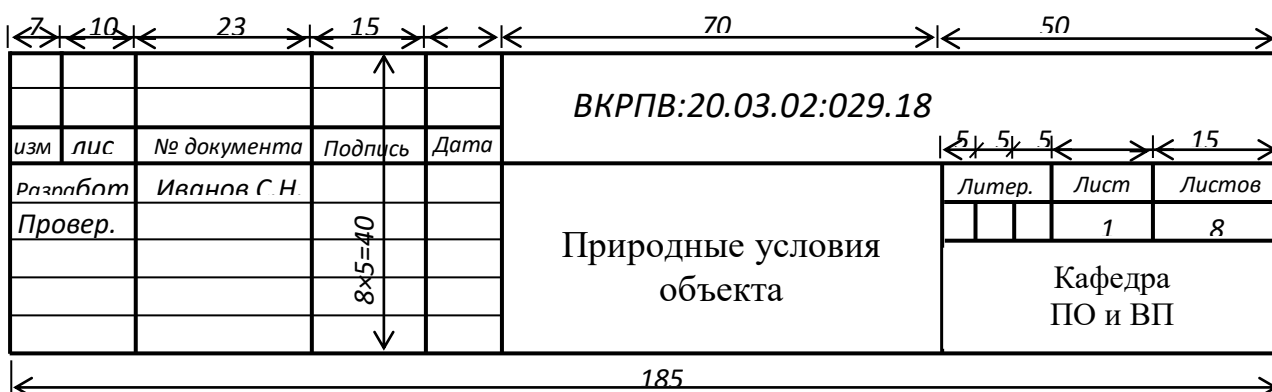 7 10 23 15 70 50
ВКРПВ:20.03.02:029.18
5 5 5 15
изм лис № документа Подпись Дата
Литер. Лист Листов
Разработ Иванов С.Н.
Провер.
1 8
8×5=40
Природные условия
объекта
Кафедра
ПО и ВП
185